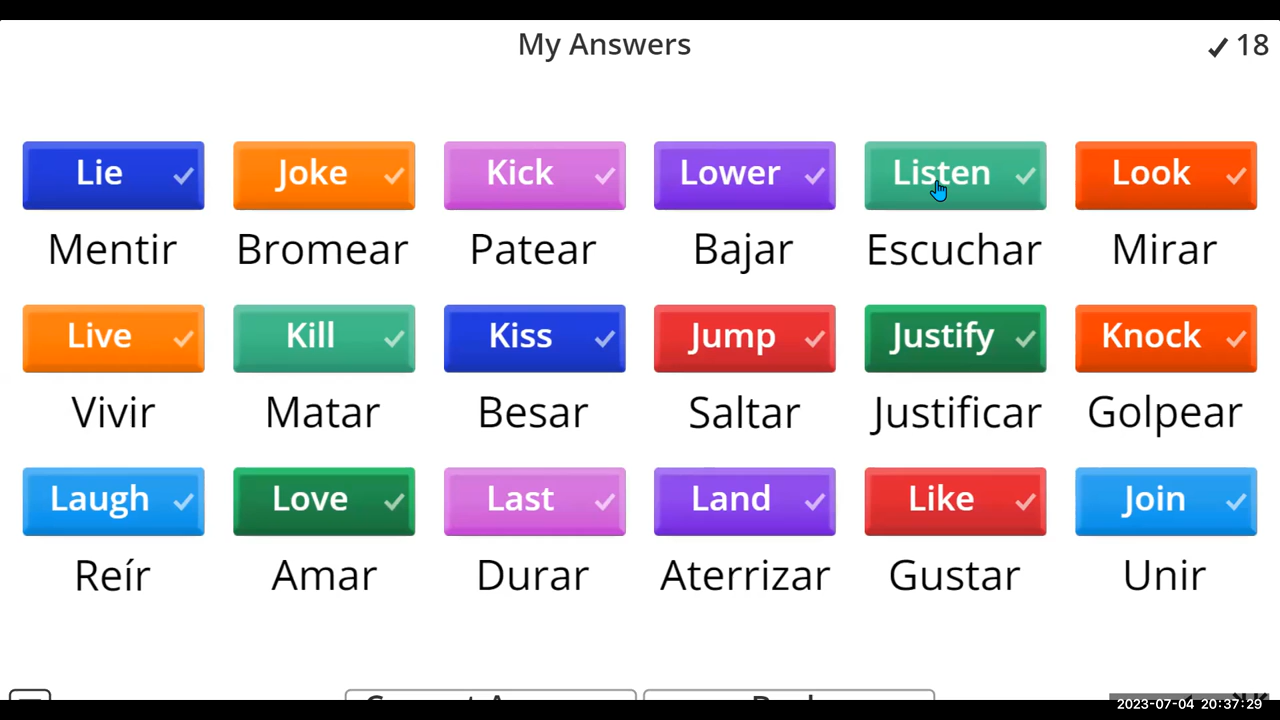 My Answers
18
Lie Joke Kick Lower Listen Look
Mentir Bromear Patear Bajar Escuchar Mirar
Live Kill Kiss Jump Justify Knock
Vivir Matar Besar Saltar Justificar Golpear
Laugh Love Last Land Like Join
Reír Amar Durar Aterrizar Gustar Unir
2023-07-04 20:37:29